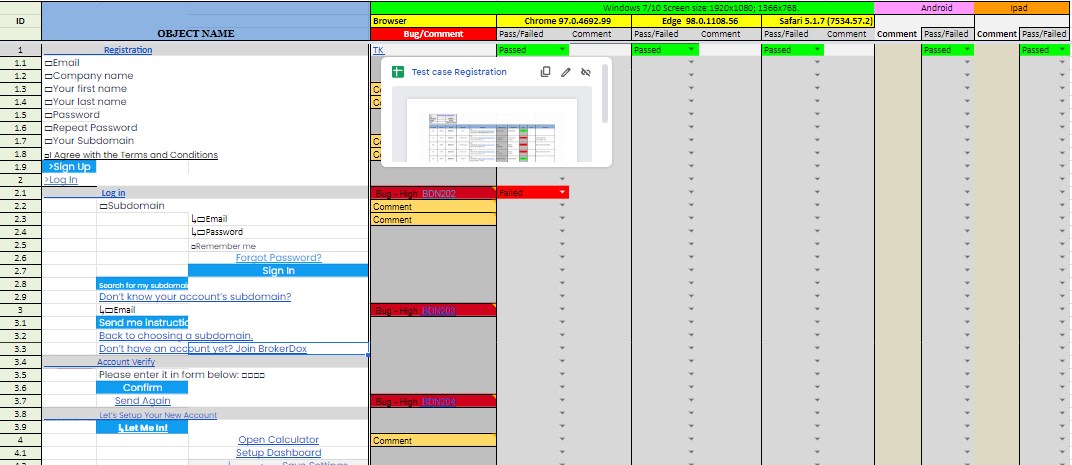 Windows 7/10 Screen size:1920x1080; 1366x768. Android Ipad
ID OBJECT NAME Browser Chrome 97.0.4692.99 Edge 98.0.1108.56 Safari 5.1.7 (7534.57.2)
Bug/Comment Pass/Failed Comment Pass/Failed Comment Pass/Failed Comment Comment Pass/Failed Comment Pass/Failed
1 Registration TK Passed Passed Passed Passed Passed
1.1 Email
1.2 Company name
1.3 Your first name
1.4 Your last name
1.5 Password
1.6 Repeat Password
1.7 Your Subdomain
1.8 I Agree with the Terms and Conditions
1.9 >Sign Up
2 >Log In
Test case Registration
2.1 Log in Bug - High BDN202 Failed
2.2 Subdomain Comment
2.3 Email Comment
2.4 Password
2.5 Remember me
2.6 Forgot Password?
2.7 Sign In
2.8 Search for my subdomai
2.9 Don't know your account's subdomain?
3 Email Bug - High BDN203
3.1 Send me instructio
3.2 Back to choosing a subdomain.
3.3 Don't have an account yet? Join BrokerDox
3.4 Account Verify
3.5 Please enter it in form below:
3.6 Confirm
3.7 Send Again Bug - High BDN204
3.8 Let's Setup Your New Account
3.9 Let Me In!
4 Open Calculator Comment
4.1 Setup Dashboard